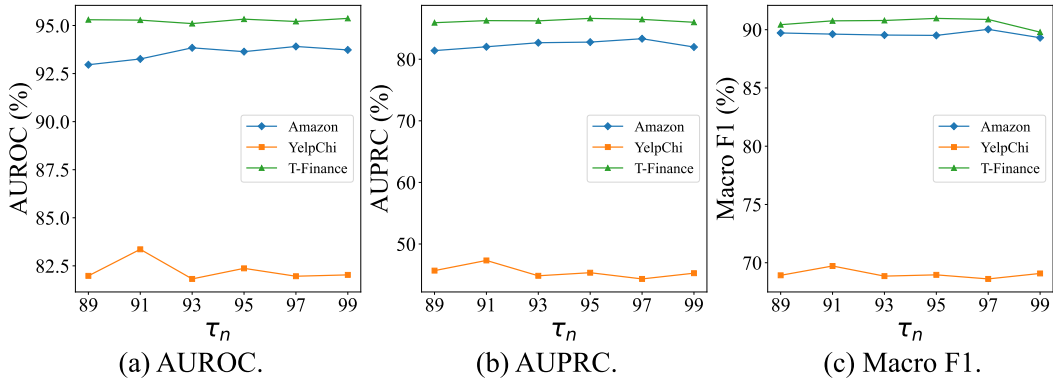 AUROC (%)
95.0
92.5
90.0
87.5
85.0
82.5
Amazon
YelpChi
T-Finance
89 91 93 95 97 99
τn
(a) AUROC.
AUPRC (%)
80
70
60
50
Amazon
YelpChi
T-Finance
89 91 93 95 97 99
τn
(b) AUPRC.
Macro F1 (%)
90
85
80
75
70
Amazon
YelpChi
T-Finance
89 91 93 95 97 99
τn
(c) Macro F1.